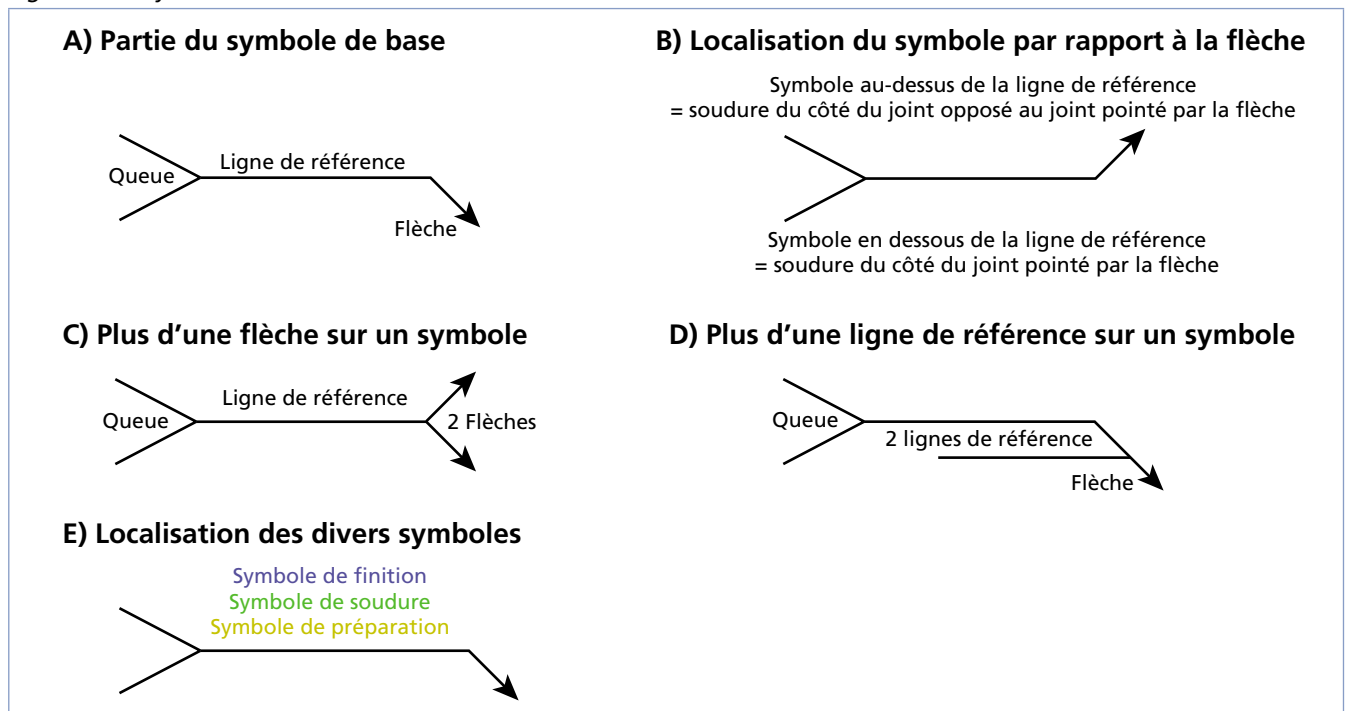 A) Partie du symbole de base
Ligne de référence
Queue
Flèche
B) Localisation du symbole par rapport à la flèche
Symbole au-dessus de la ligne de référence
= soudure du côté du joint opposé au joint pointé par la flèche
Symbole en dessous de la ligne de référence
= soudure du côté du joint pointé par la flèche
C) Plus d’une flèche sur un symbole
Ligne de référence
Queue
2 Flèches
D) Plus d’une ligne de référence sur un symbole
Queue
2 lignes de référence
Flèche
E) Localisation des divers symboles
Symbole de finition
Symbole de soudure
Symbole de préparation